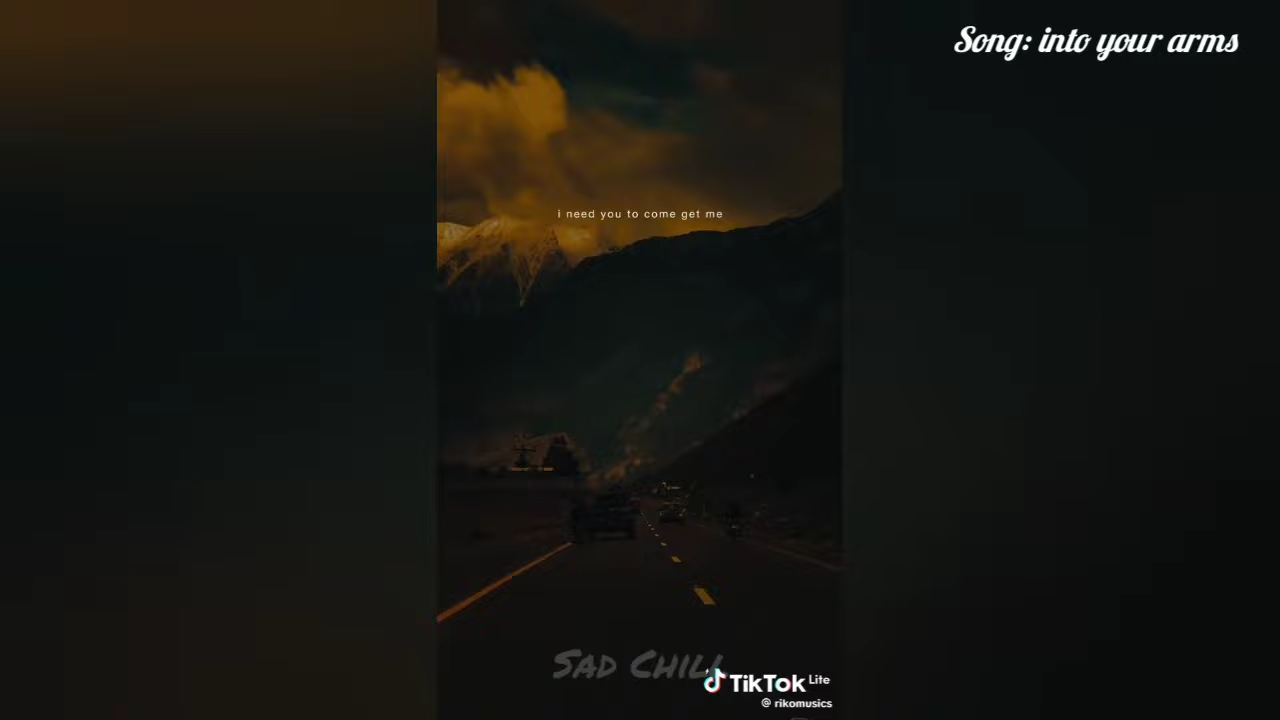 Song: into your arms
i need you to come get me
SAD CHILL
TikTok Lite
@ rikomusics